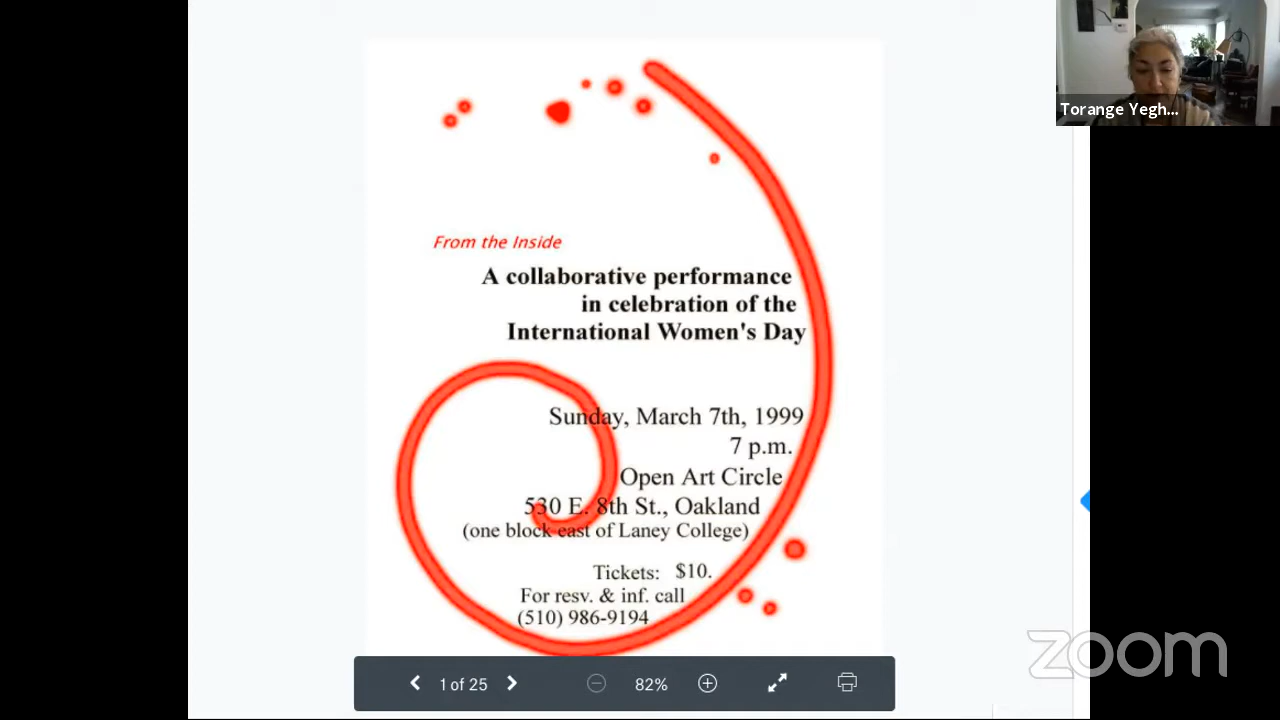 Torange Yegh...
From the Inside
A collaborative performance
in celebration of the
International Women's Day
Sunday, March 7th, 1999
7 p.m.
Open Art Circle
530 E. 8th St., Oakland
(one block east of Laney College)
Tickets: $10.
For resv. & inf. call
(510) 986-9194
1 of 25
82%
zoom